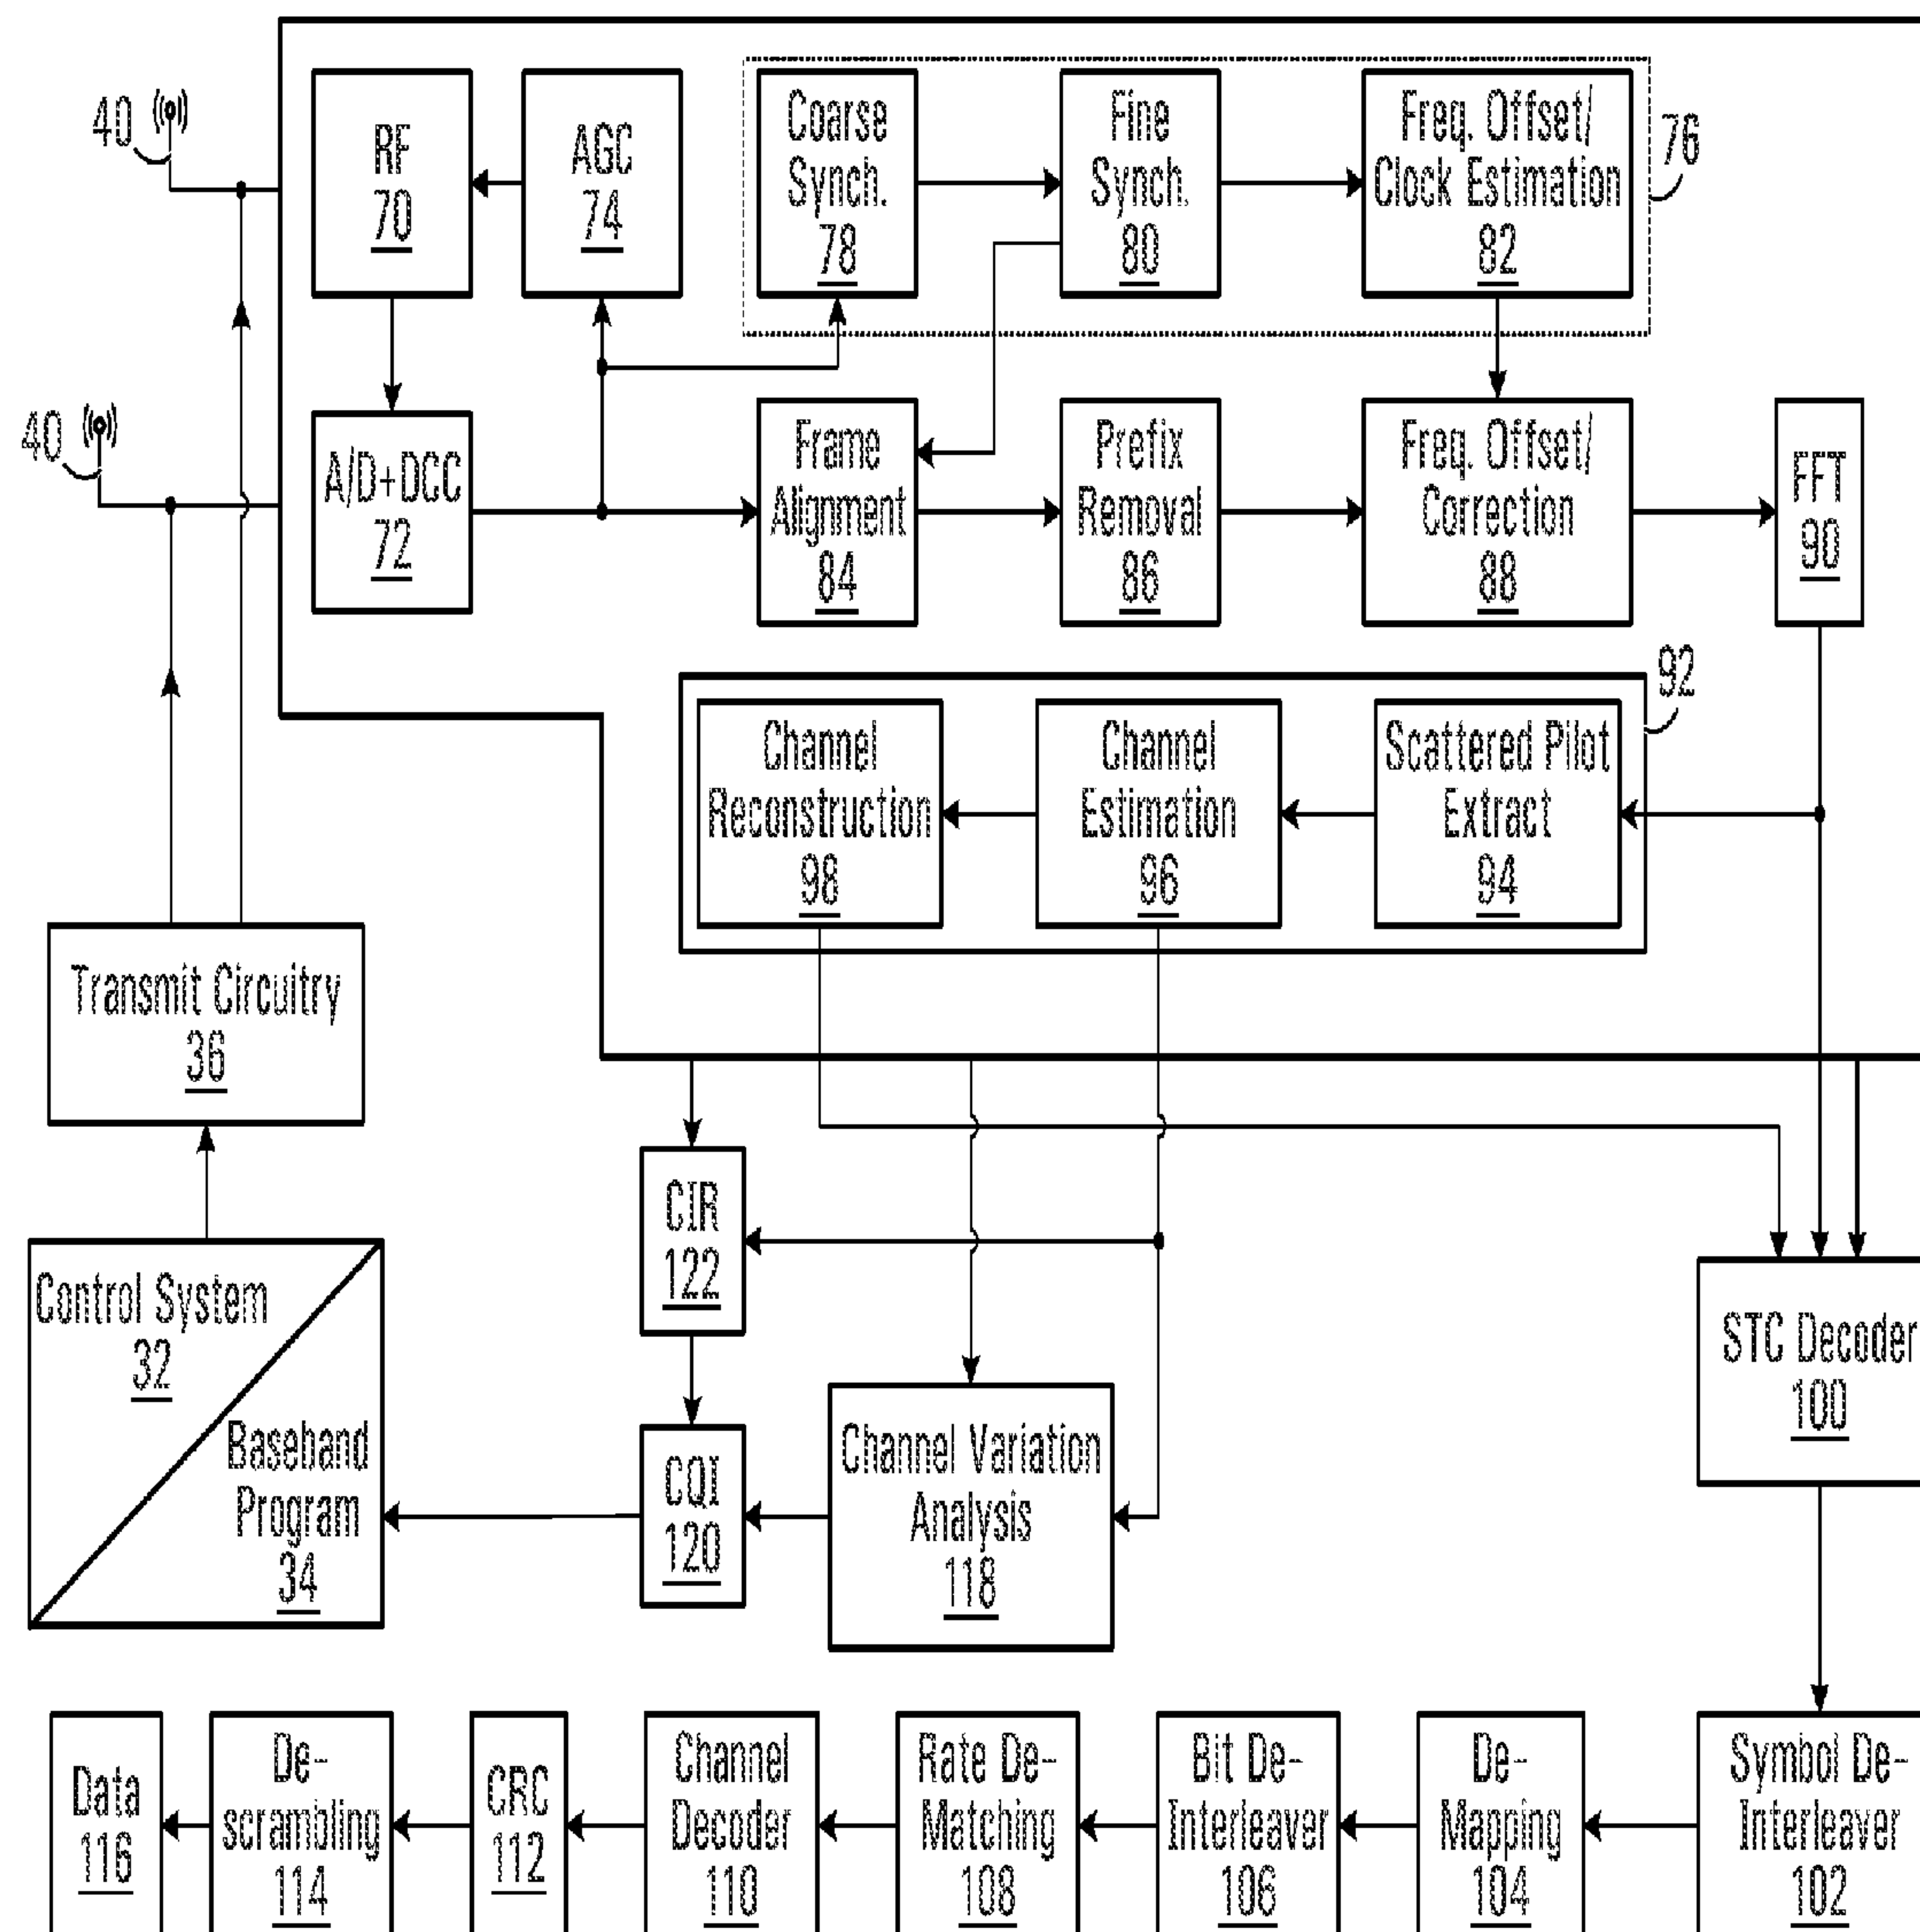 40
RF
70
AGC
74
Coarse
Synch.
78
Fine
Synch.
80
Freq. Offset/
Clock Estimation
82
76
40
A/D+DCC
72
Frame
Alignment
84
Prefix
Removal
86
Freq. Offset/
Correction
88
FFT
90
92
Channel
Reconstruction
98
Channel
Estimation
96
Scattered Pilot
Extract
94
Transmit Circuitry
36
CIR
122
Control System
32
Baseband
Program
34
CQI
120
Channel Variation
Analysis
118
STC Decoder
100
Data
116
De-
scrambling
114
CRC
112
Channel
Decoder
110
Rate De-
Matching
108
Bit De-
Interleaver
106
De-
Mapping
104
Symbol De-
Interleaver
102